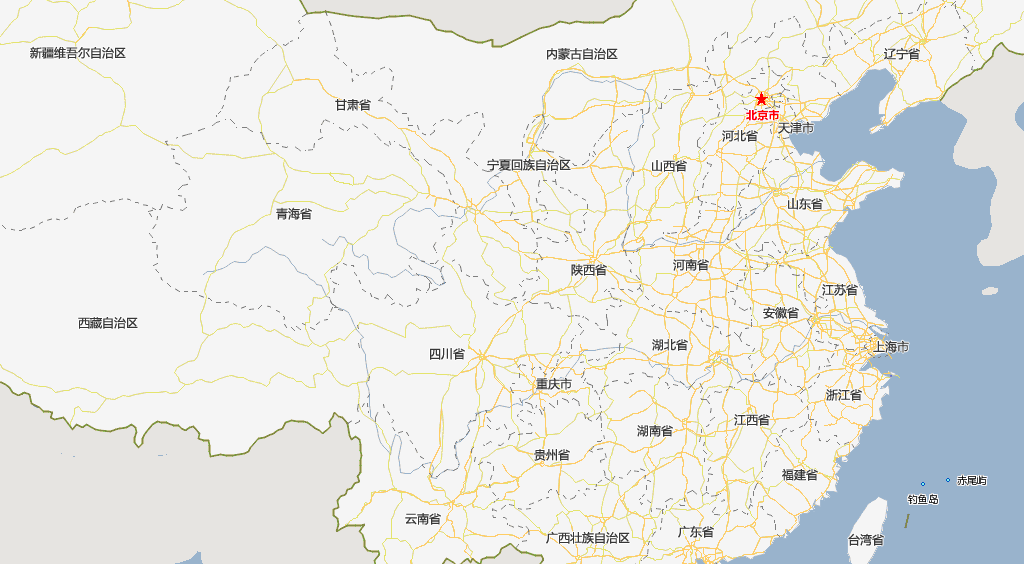 新疆维吾尔自治区
内蒙古自治区
辽宁省
甘肃省
北京市
天津市
河北省
宁夏回族自治区
山西省
山东省
青海省
陕西省
河南省
江苏省
西藏自治区
安徽省
四川省
湖北省
上海市
重庆市
浙江省
江西省
湖南省
贵州省
福建省
赤尾屿
钓鱼岛
云南省
广西壮族自治区
广东省
台湾省